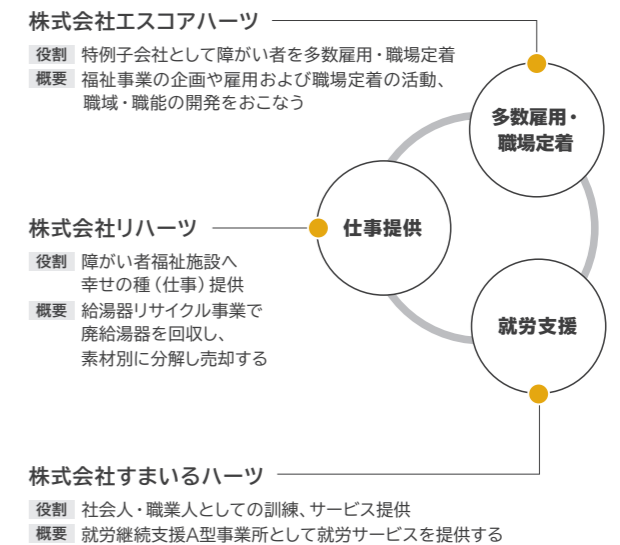 株式会社エスコアハーツ
役割 特例子会社として障がい者を多数雇用・職場定着
概要 福祉事業の企画や雇用および職場定着の活動、
職域・職能の開発をおこなう
多数雇用・
職場定着
株式会社リハーツ
役割 障がい者福祉施設へ
幸せの種（仕事）提供
概要 給湯器リサイクル事業で
廃給湯器を回収し、
素材別に分解し売却する
仕事提供
就労支援
株式会社すまいるハーツ
役割 社会人・職業人としての訓練、サービス提供
概要 就労継続支援A型事業所として就労サービスを提供する